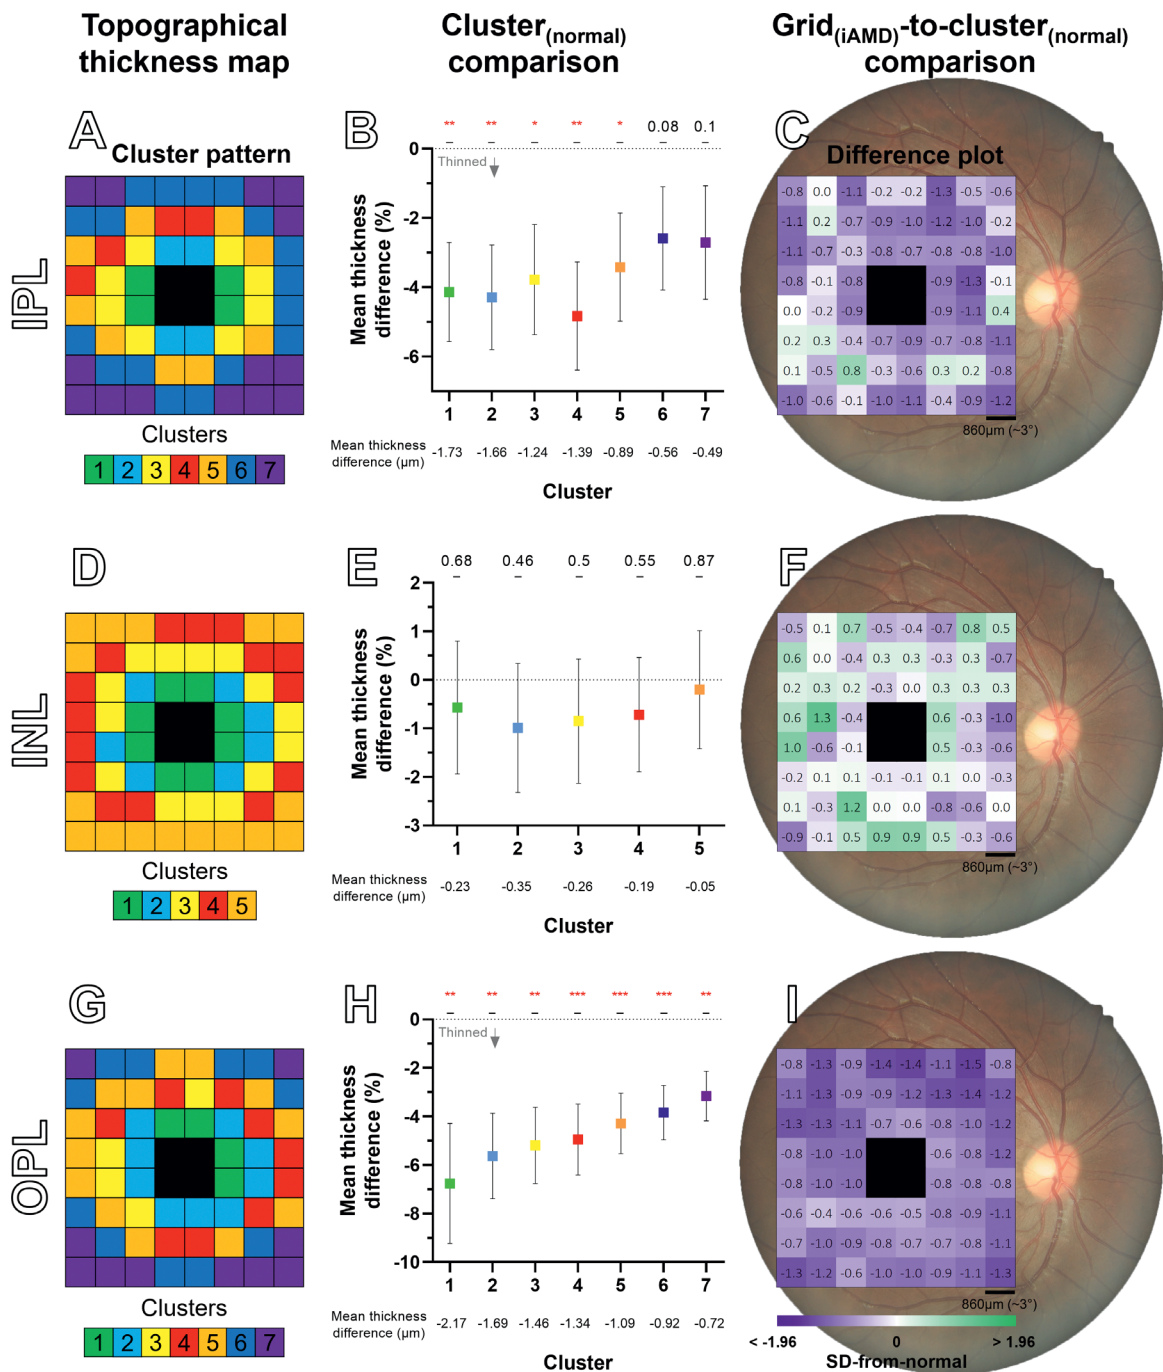 Topographical
thickness map
Cluster(normal)
comparison
Grid(iAMD)-to-cluster(normal)
comparison
IPL
A
Cluster pattern
Clusters
1 2 3 4 5 6 7
B
** ** * ** * 0.08 0.1
Thinned
Mean thickness
difference (%)
0
-2
-4
-6
1 2 3 4 5 6 7
Mean thickness
difference (µm)
-1.73 -1.66 -1.24 -1.39 -0.89 -0.56 -0.49
Cluster
C
Difference plot
-0.8 0.0 -1.1 -0.2 -0.2 -1.3 -0.5 -0.6
-1.1 0.2 -0.7 -0.9 -1.0 -1.2 -1.0 -0.2
-1.1 -0.7 -0.3 -0.8 -0.7 -0.8 -0.8 -1.0
-0.8 -0.1 -0.8 -0.9 -1.3 -0.1
0.0 -0.2 -0.9 -0.9 -1.1 0.4
0.2 0.3 -0.4 -0.7 -0.9 -0.7 -0.8 -1.1
0.1 -0.5 0.8 -0.3 -0.6 0.3 0.2 -0.8
-1.0 -0.6 -0.1 -1.0 -1.1 -0.4 -0.9 -1.2
860µm (~3°)
INL
D
Clusters
1 2 3 4 5
E
0.68 0.46 0.5 0.55 0.87
Mean thickness
difference (%)
2
1
0
-1
-2
-3
1 2 3 4 5
Mean thickness
difference (µm)
-0.23 -0.35 -0.26 -0.19 -0.05
Cluster
F
-0.5 0.1 0.7 -0.5 -0.4 -0.7 0.8 0.5
0.6 0.0 -0.4 0.3 0.3 -0.3 0.3 -0.7
0.2 0.3 0.2 -0.3 0.0 0.3 0.3 0.3
0.6 1.3 -0.4 0.6 -0.3 -1.0
1.0 -0.6 -0.1 0.5 -0.3 -0.6
-0.2 0.1 0.1 -0.1 -0.1 0.1 0.0 -0.3
0.1 -0.3 1.2 0.0 0.0 -0.8 -0.6 0.0
-0.9 -0.1 0.5 0.9 0.9 0.5 -0.3 -0.6
860µm (~3°)
OPL
G
Clusters
1 2 3 4 5 6 7
H
** ** ** *** *** *** **
Thinned
Mean thickness
difference (%)
0
-2
-4
-6
-8
-10
1 2 3 4 5 6 7
Mean thickness
difference (µm)
-2.17 -1.69 -1.46 -1.34 -1.09 -0.92 -0.72
Cluster
I
-0.8 -1.3 -0.9 -1.4 -1.4 -1.1 -1.5 -0.8
-1.1 -1.3 -0.9 -0.9 -1.2 -1.3 -1.4 -1.2
-1.3 -1.3 -1.1 -0.7 -0.6 -0.8 -1.0 -1.2
-0.8 -1.0 -1.0 -0.6 -0.8 -1.2
-0.8 -1.0 -1.0 -0.8 -0.8 -0.8
-0.6 -0.4 -0.6 -0.6 -0.5 -0.8 -0.9 -1.1
-0.7 -1.0 -0.9 -0.8 -0.7 -0.7 -0.8 -1.1
-1.3 -1.2 -0.6 -1.0 -1.0 -0.9 -1.1 -1.3
860µm (~3°)
< -1.96 0 > 1.96
SD-from-normal